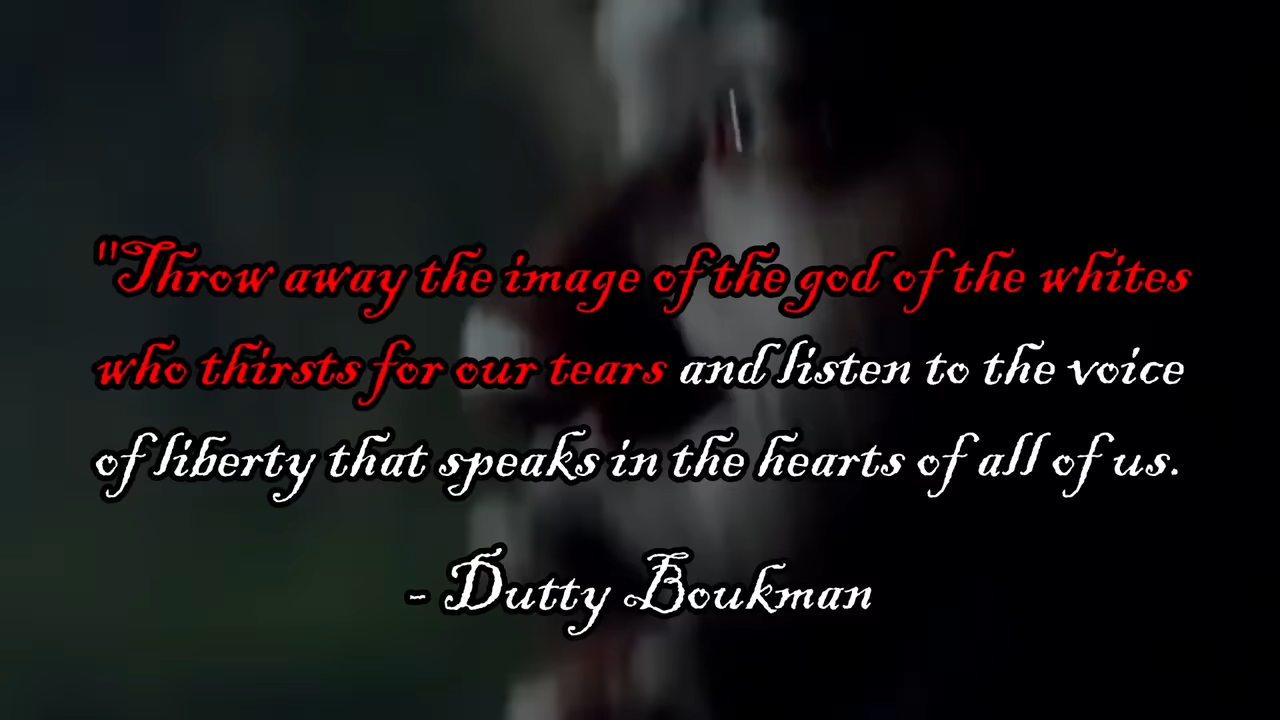 "Throw away the image of the god of the whites
who thirsts for our tears and listen to the voice
of liberty that speaks in the hearts of all of us.
- Dutty Boukman